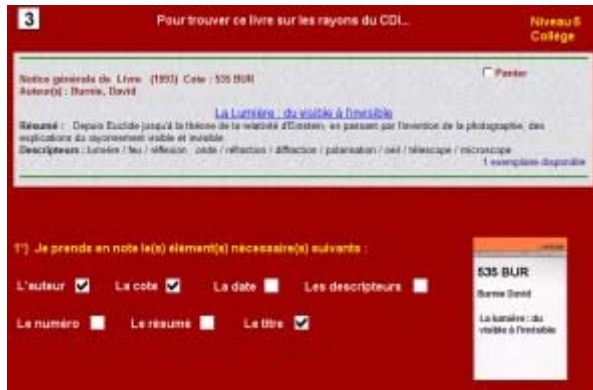 3
Pour trouver ce livre sur les rayons du CDI...
Niveau 6
Collège
Notice générale de Livre (1993) Cote : 535 BUR
Panier
Auteur(s) : Burnie, David
La Lumière : du visible à l'invisible
Résumé : Depuis Euclide jusqu'à la théorie de la relativité d'Einstein, en passant par l'invention de la photographie, des
explications du rayonnement visible et invisible.
Descripteurs : lumière / feu / réflexion onde / réfraction / diffraction / polarisation / oeil / télescope / microscope
1 exemplaire disponible
1°) Je prends en note le(s) élément(s) nécessaire(s) suivants :
L'auteur
La cote
La date
Les descripteurs
Le numéro
Le résumé
Le titre
535 BUR
Burnie David
La lumière : du
visible à l'invisible